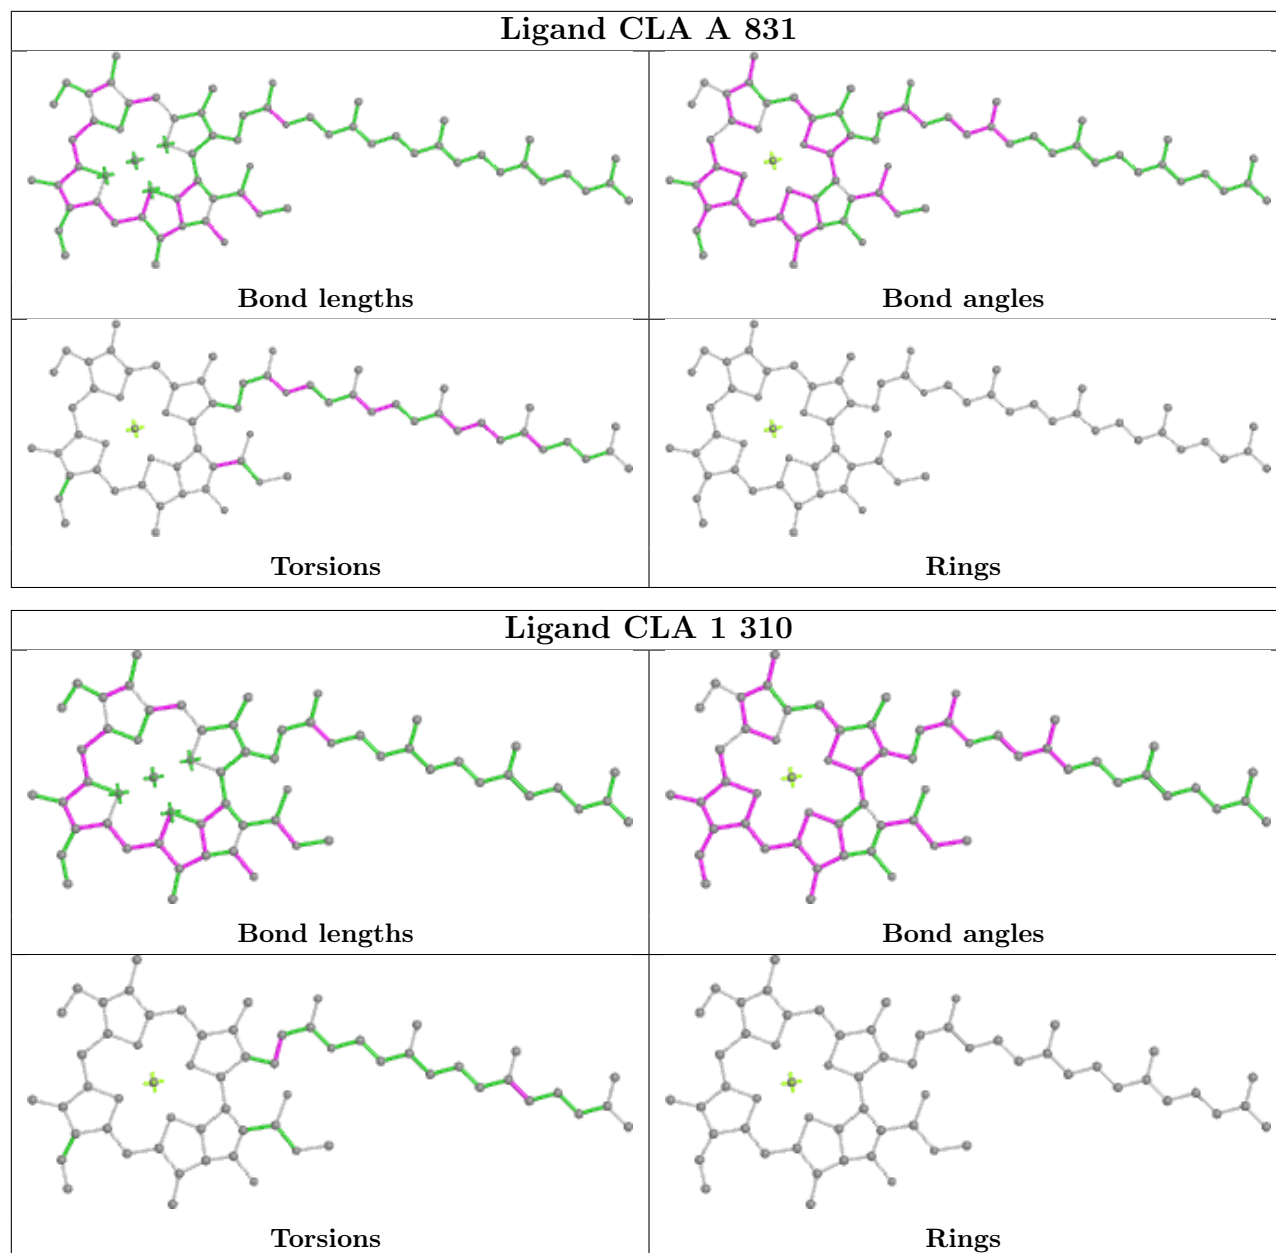 Ligand CLA A 831
Bond lengths
Bond angles
Torsions
Rings
Ligand CLA 1 310
Bond lengths
Bond angles
Torsions
Rings